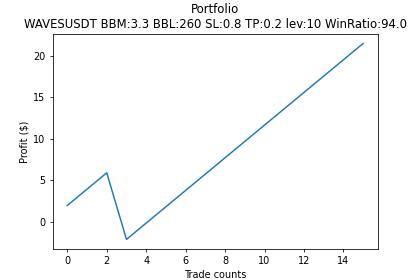 Portfolio
WAVESUSDT BBM:3.3 BBL:260 SL:0.8 TP:0.2 lev:10 WinRatio:94.0
20
15
10
5
0
Profit ($)
0 2 4 6 8 10 12 14
Trade counts